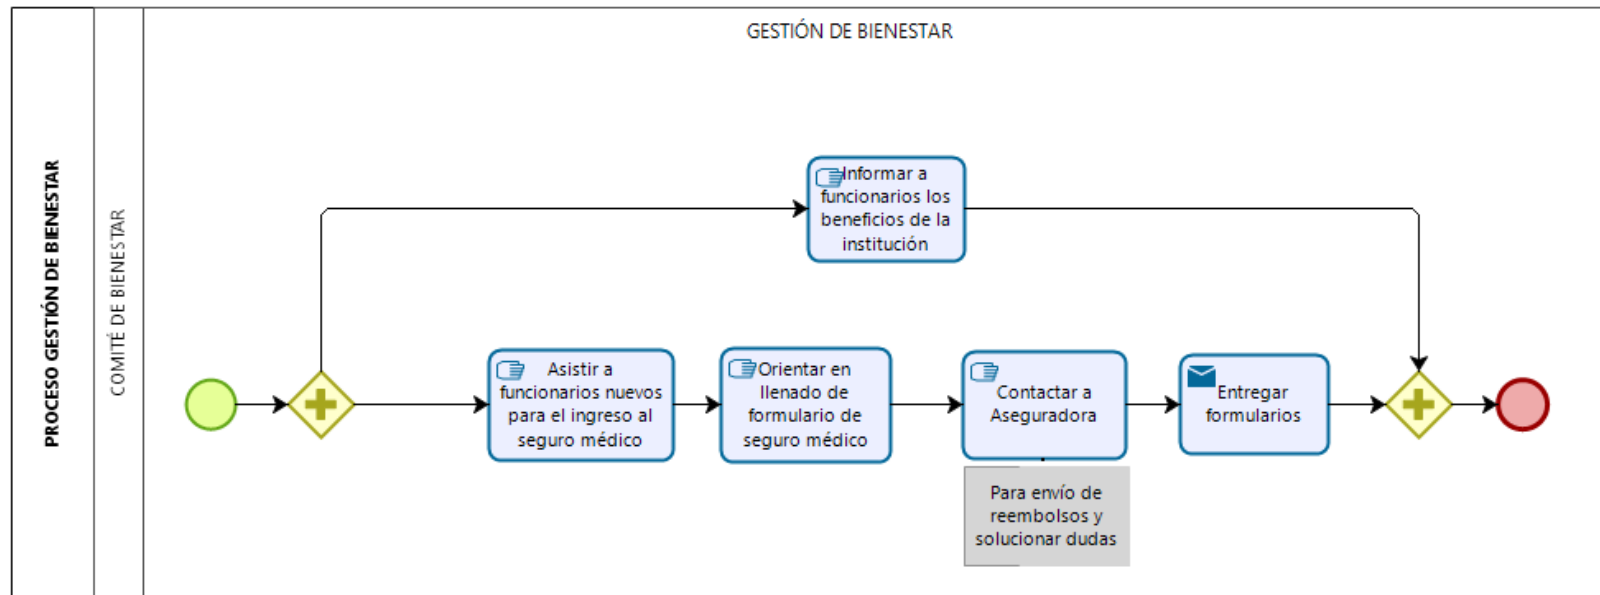 GESTIÓN DE BIENESTAR
PROCESO GESTIÓN DE BIENESTAR
COMITÉ DE BIENESTAR
Informar a
funcionarios los
beneficios de la
institución
Asistir a
funcionarios nuevos
para el ingreso al
seguro médico
Orientar en
llenado de
formulario de
seguro médico
Contactar a
Aseguradora
Entregar
formularios
Para envío de
reembolsos y
solucionar dudas